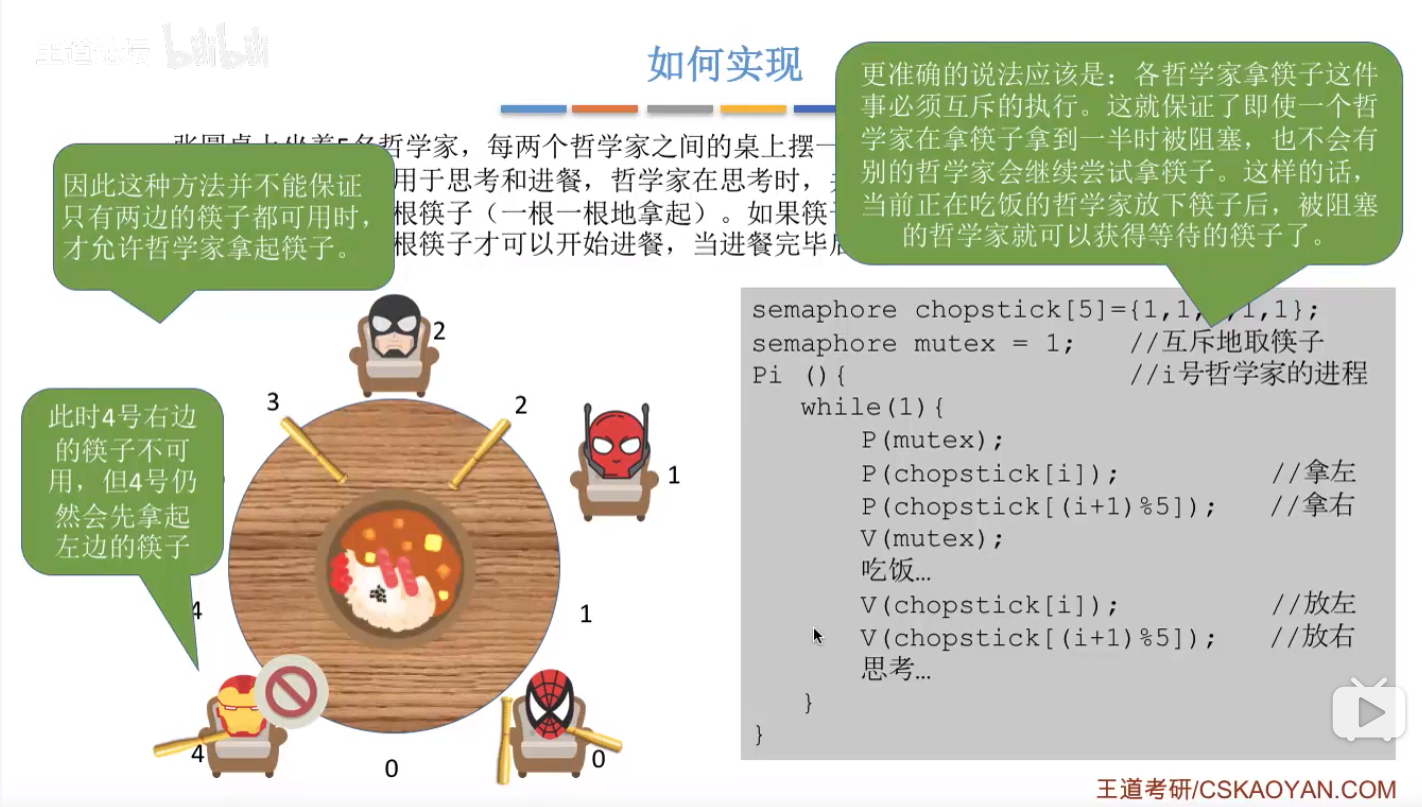 王道论坛 bilibili
如何实现
张圆桌上坐着5名哲学家，每两个哲学家之间的桌上摆一
用于思考和进餐，哲学家在思考时，
根筷子（一根一根地拿起）。如果筷
根筷子才可以开始进餐，当进餐完毕
更准确的说法应该是：各哲学家拿筷子这件
事必须互斥的执行。这就保证了即使一个哲
学家在拿筷子拿到一半时被阻塞，也不会有
别的哲学家会继续尝试拿筷子。这样的话，
当前正在吃饭的哲学家放下筷子后，被阻塞
的哲学家就可以获得等待的筷子了。
因此这种方法并不能保证
只有两边的筷子都可用时，
才允许哲学家拿起筷子。
此时4号右边
的筷子不可
用，但4号仍
然会先拿起
左边的筷子
2
3
2
1
4
1
4
0
0
semaphore chopstick[5]={1,1,1,1};
semaphore mutex = 1; //互斥地取筷子
Pi (){ //i号哲学家的进程
while(1){
P(mutex);
P(chopstick[i]); //拿左
P(chopstick[(i+1)%5]); //拿右
V(mutex);
吃饭…
V(chopstick[i]); //放左
V(chopstick[(i+1)%5]); //放右
思考…
}
}
王道考研/CSKAOYAN.COM